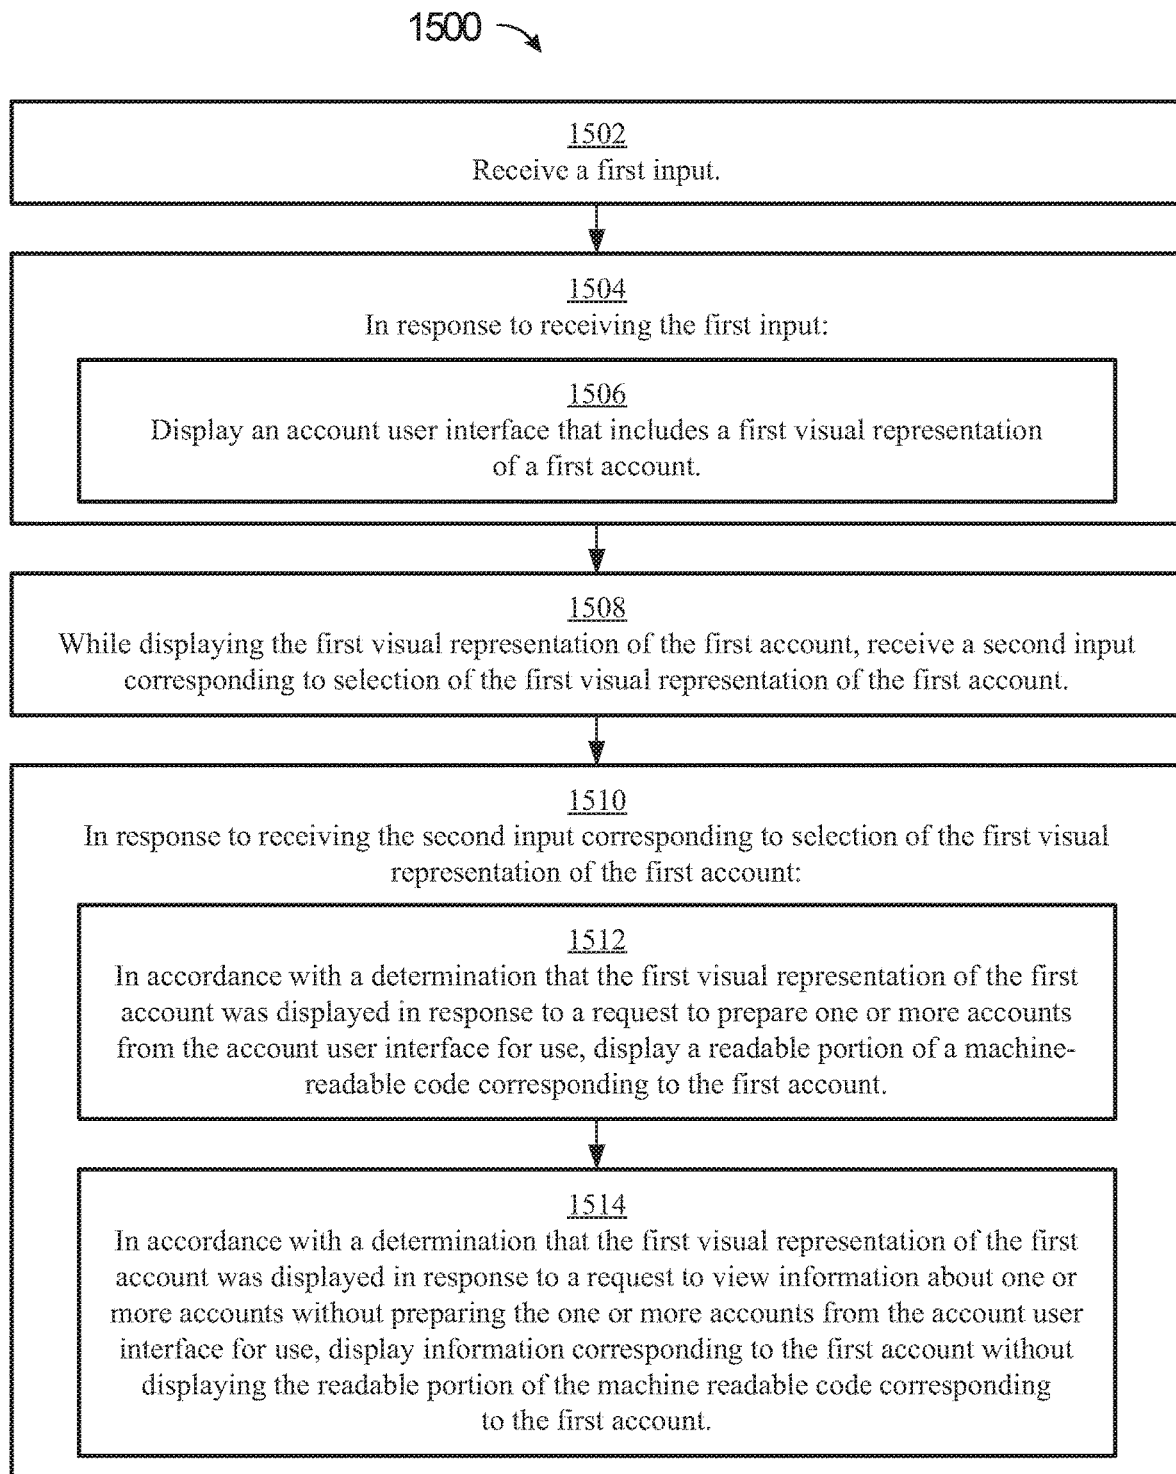 1500
1502
Receive a first input.
1504
In response to receiving the first input:
1506
Display an account user interface that includes a first visual representation
of a first account.
1508
While displaying the first visual representation of the first account, receive a second input
corresponding to selection of the first visual representation of the first account.
1510
In response to receiving the second input corresponding to selection of the first visual
representation of the first account:
1512
In accordance with a determination that the first visual representation of the first
account was displayed in response to a request to prepare one or more accounts
from the account user interface for use, display a readable portion of a machine-
readable code corresponding to the first account.
1514
In accordance with a determination that the first visual representation of the first
account was displayed in response to a request to view information about one or
more accounts without preparing the one or more accounts from the account user
interface for use, display information corresponding to the first account without
displaying the readable portion of the machine readable code corresponding
to the first account.